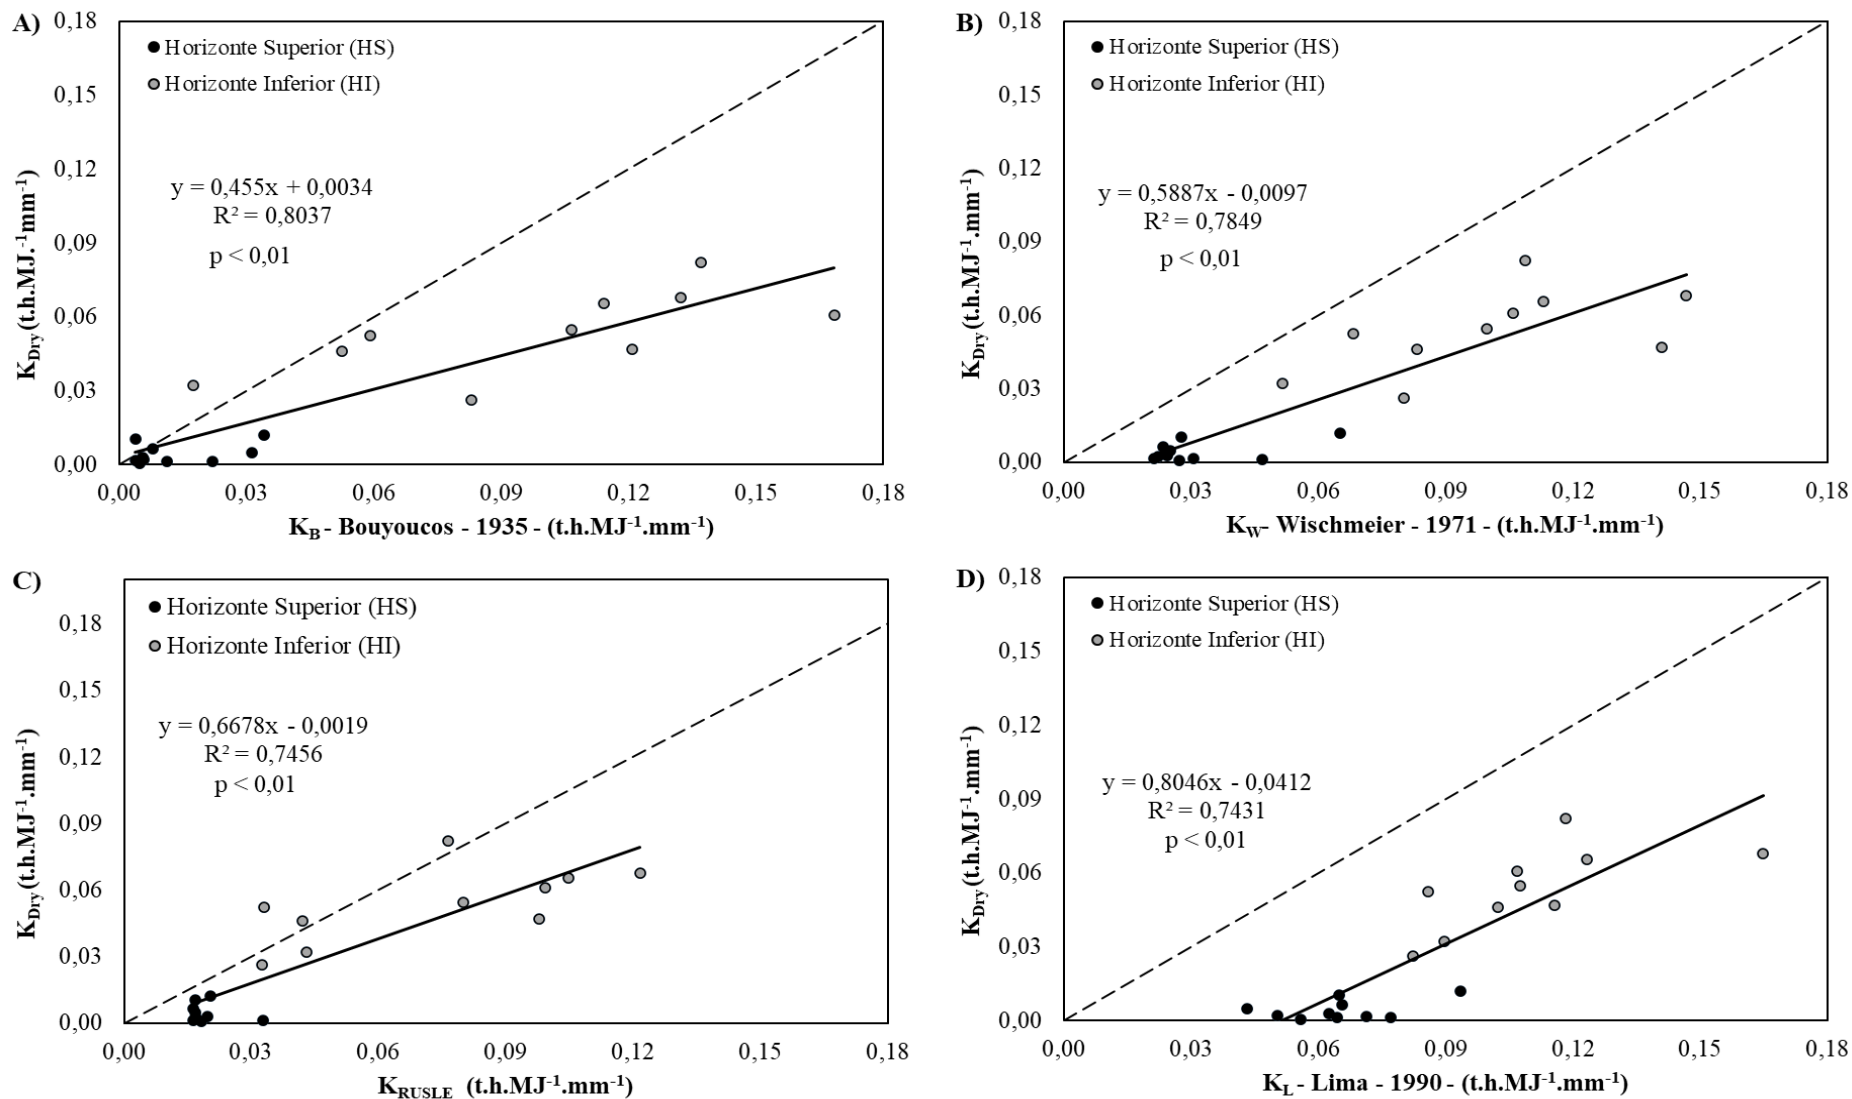 A)
0,18
0,15
0,12
0,09
0,06
0,03
0,00
K_Dry (t.h.MJ.⁻¹mm⁻¹)
Horizonte Superior (HS)
Horizonte Inferior (HI)
y = 0,455x + 0,0034
R² = 0,8037
p < 0,01
0,00 0,03 0,06 0,09 0,12 0,15 0,18
K_B - Bouyoucos - 1935 - (t.h.MJ⁻¹.mm⁻¹)
B)
0,18
0,15
0,12
0,09
0,06
0,03
0,00
K_Dry (t.h.MJ⁻¹.mm⁻¹)
Horizonte Superior (HS)
Horizonte Inferior (HI)
y = 0,5887x - 0,0097
R² = 0,7849
p < 0,01
0,00 0,03 0,06 0,09 0,12 0,15 0,18
K_W- Wischmeier - 1971 - (t.h.MJ⁻¹.mm⁻¹)
C)
0,18
0,15
0,12
0,09
0,06
0,03
0,00
K_Dry (t.h.MJ⁻¹.mm⁻¹)
Horizonte Superior (HS)
Horizonte Inferior (HI)
y = 0,6678x - 0,0019
R² = 0,7456
p < 0,01
0,00 0,03 0,06 0,09 0,12 0,15 0,18
K_RUSLE (t.h.MJ⁻¹.mm⁻¹)
D)
0,18
0,15
0,12
0,09
0,06
0,03
0,00
K_Dry (t.h.MJ⁻¹.mm⁻¹)
Horizonte Superior (HS)
Horizonte Inferior (HI)
y = 0,8046x - 0,0412
R² = 0,7431
p < 0,01
0,00 0,03 0,06 0,09 0,12 0,15 0,18
K_L - Lima - 1990 - (t.h.MJ⁻¹.mm⁻¹)